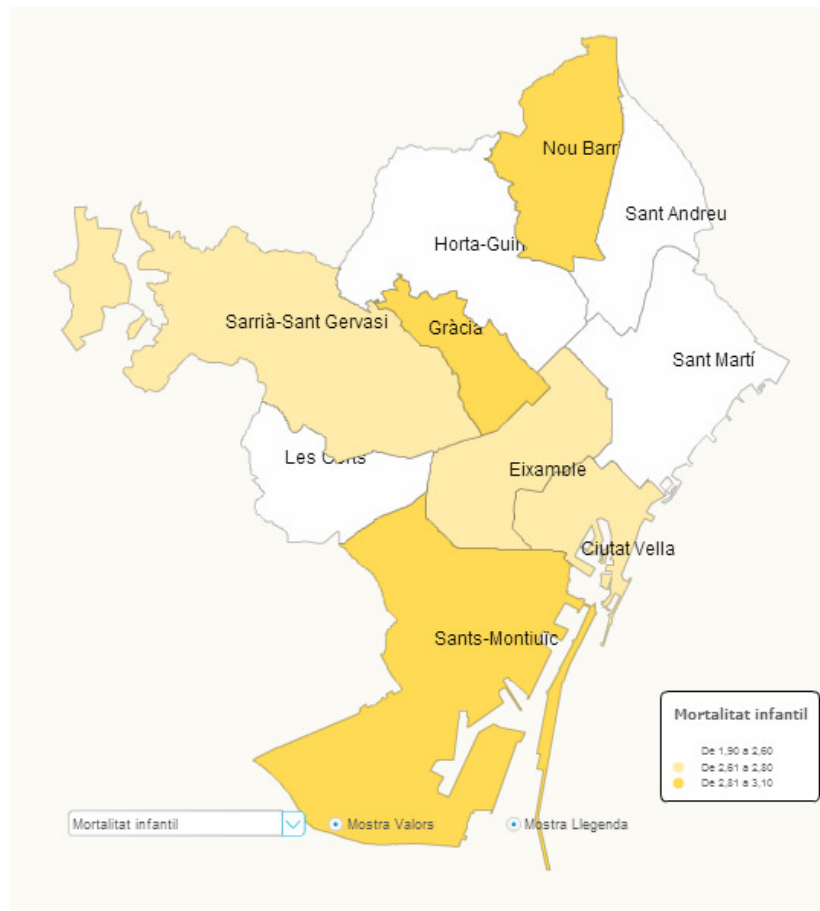 Nou Barri
Sant Andreu
Horta-Guin
Sarrià-Sant Gervasi
Gràcia
Sant Martí
Les Corts
Eixample
Ciutat Vella
Sants-Montjuïc
Mortalitat infantil
De 1,90 a 2,60
De 2,61 a 2,80
De 2,81 a 3,10
Mortalitat infantil
Mostra Valors
Mostra Llegenda